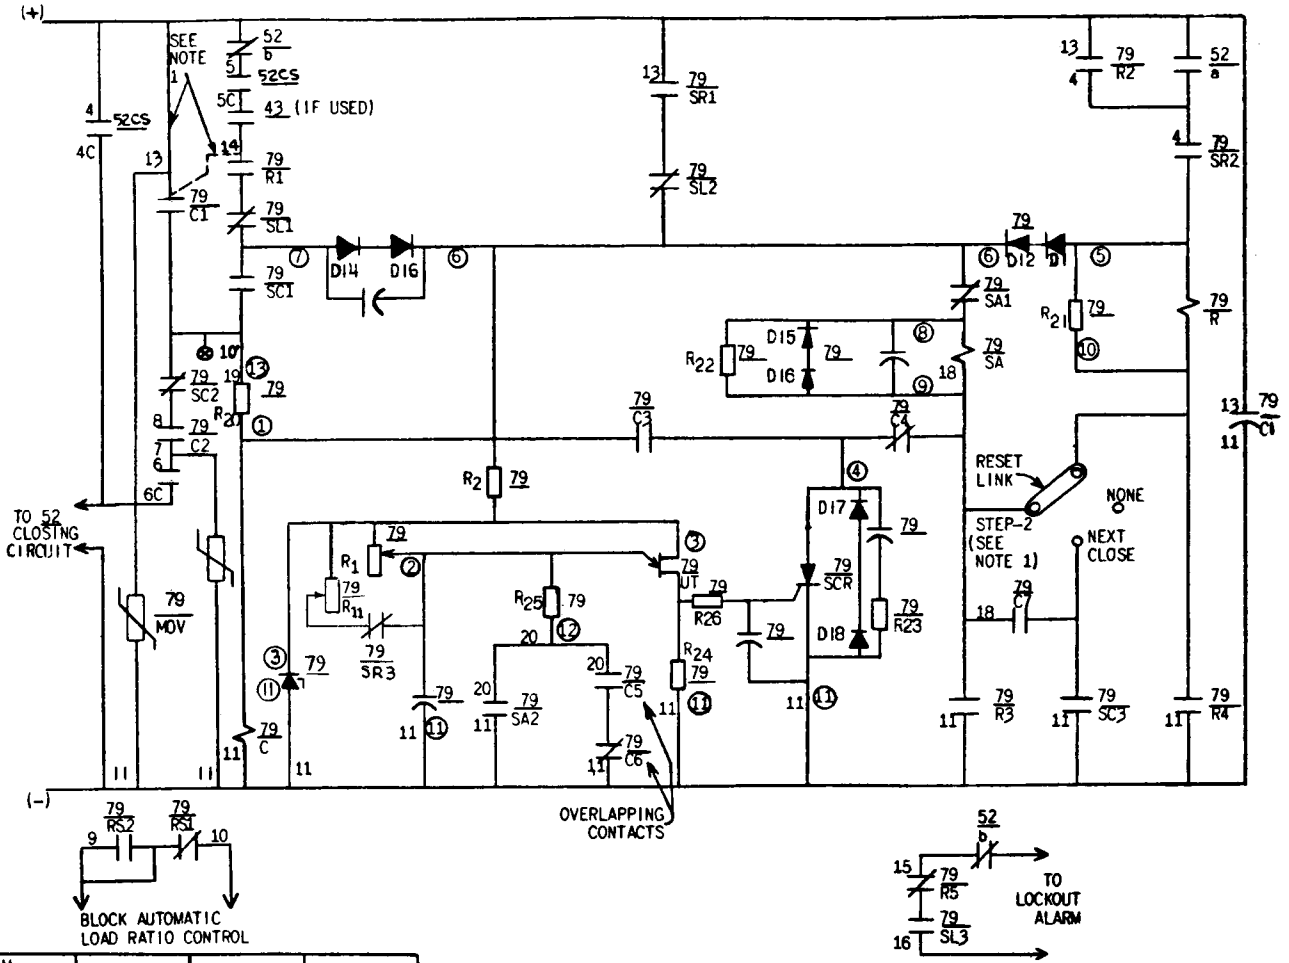 (+)
SEE
NOTE
1
52
b
5
52CS
5C
43 (IF USED)
4
52CS
4C
13
14
79
R1
79
C1
79
SL1
13
79
SR1
79
SL2
13
79
R2
4
52
a
4
79
SR2
7
D14
D16
6
79
SC1
6
79
D12
D
5
79
SA1
R21
79
10
79
R
R22
79
D15
D16
79
8
9
79
SA
18
10
13
19
79
R20
79
SC2
8
79
C2
7
6
6C
1
79
C3
79
C4
13
79
C1
11
R2
79
4
RESET
LINK
NONE
NEXT
CLOSE
STEP-2
(SEE
NOTE 1)
TO 52
CLOSING
CIRCUIT
79
R1
2
3
79
UT
D17
79
79
SCR
79
R11
79
SR3
R25
79
12
79
R26
79
D18
79
R23
79
C7
18
79
MOV
3
11
79
20
20
79
C5
R24
79
11
20
79
SA2
11
79
11
11
79
C6
11
11
11
11
79
R3
11
79
SC3
11
79
R4
11
79
C
11
11
11
11
(-)
OVERLAPPING
CONTACTS
79
RS2
79
RS1
9
10
BLOCK AUTOMATIC
LOAD RATIO CONTROL
52
b
15
79
R5
79
SL3
16
TO
LOCKOUT
ALARM